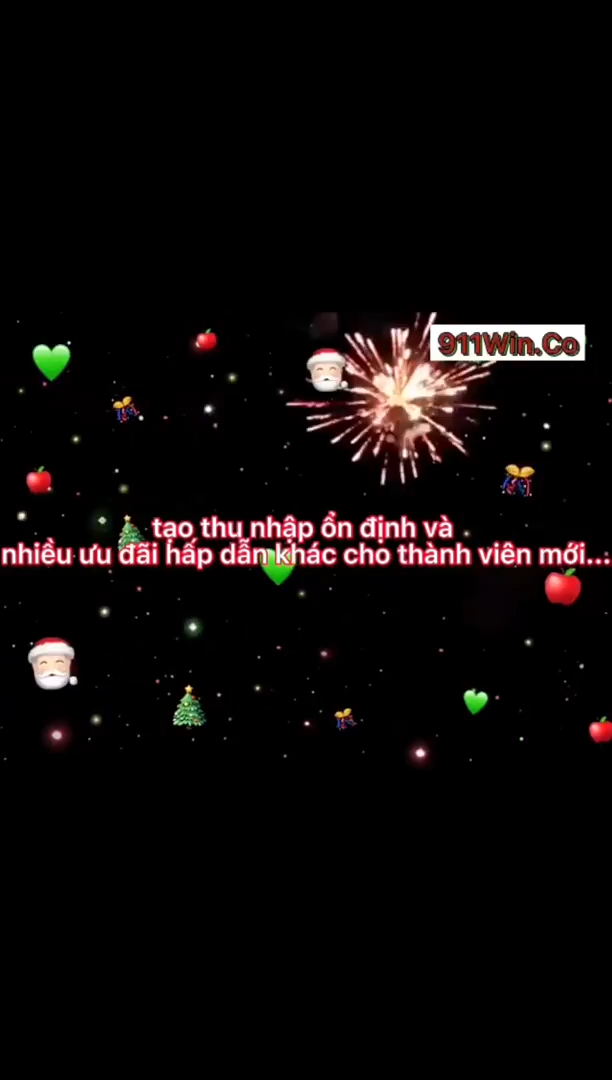 911Win.Co
tạo thu nhập ổn định và
nhiều ưu đãi hấp dẫn khác cho thành viên mới...